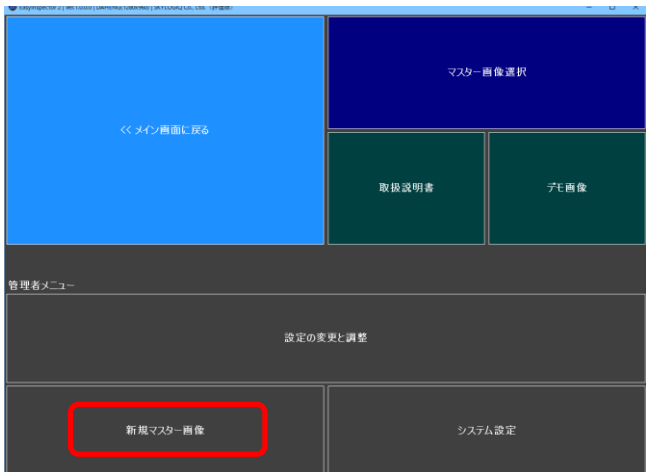 << メイン画面に戻る
マスター画像選択
取扱説明書
デモ画像
管理者メニュー
設定の変更と調整
新規マスター画像
システム設定